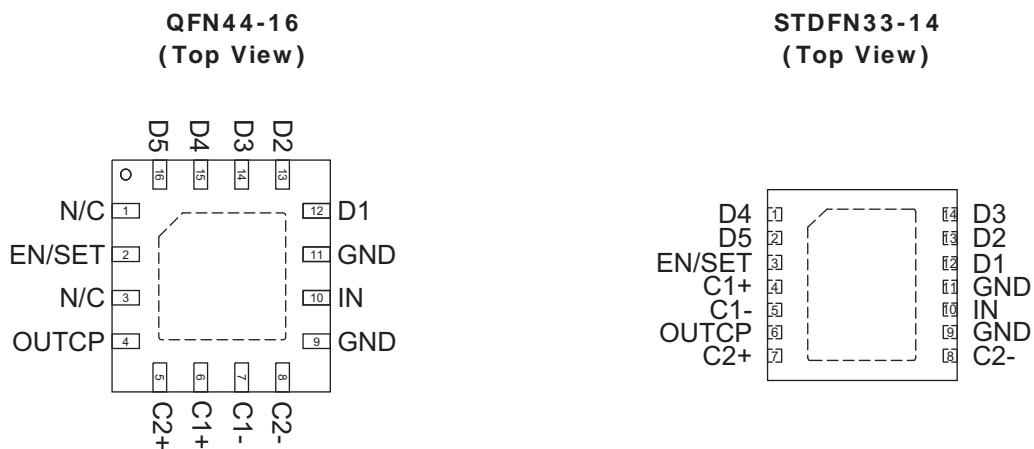 QFN44-16
(Top View)
D5 D4 D3 D2
16 15 14 13
N/C 1
EN/SET 2
N/C 3
OUTCP 4
12 D1
11 GND
10 IN
9 GND
5 6 7 8
C2+ C1+ C1- C2-
STDFN33-14
(Top View)
D4 1
D5 2
EN/SET 3
C1+ 4
C1- 5
OUTCP 6
C2+ 7
14 D3
13 D2
12 D1
11 GND
10 IN
9 GND
8 C2-